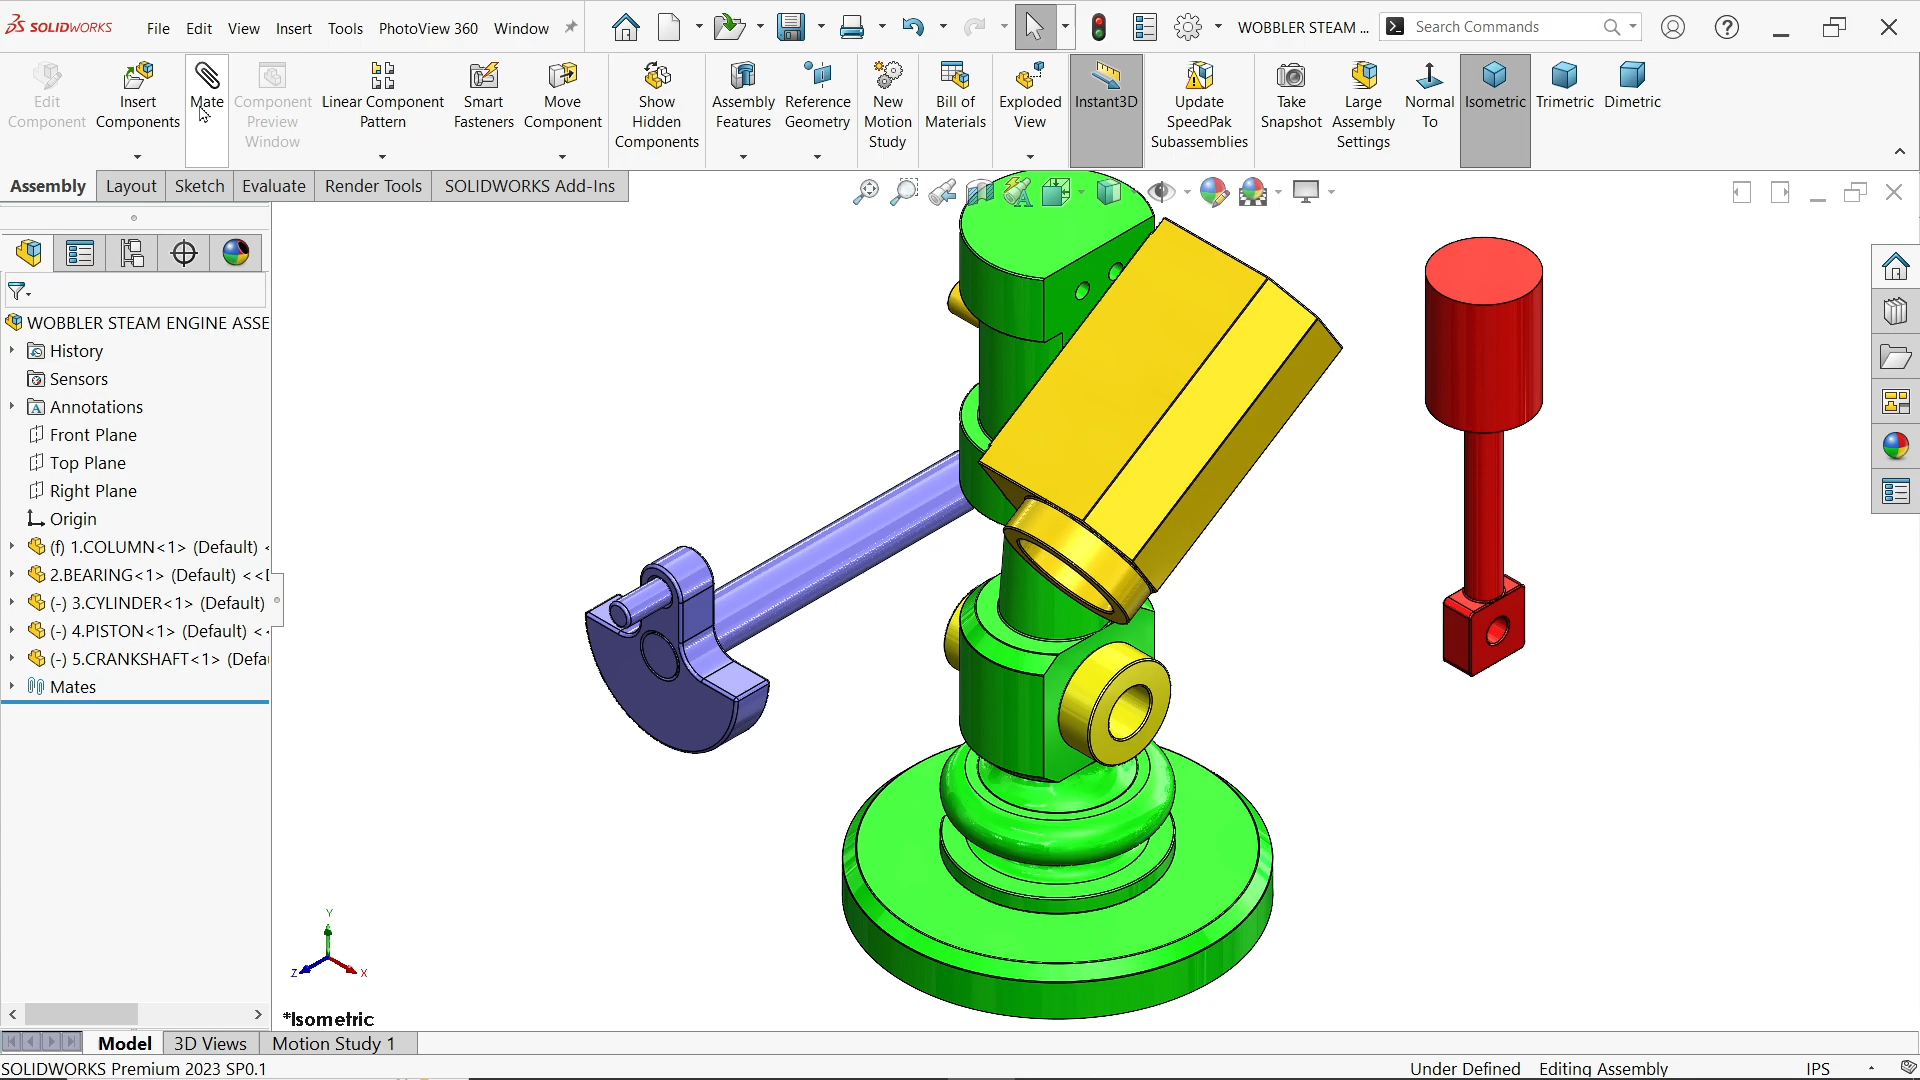 SOLIDWORKS File Edit View Insert Tools PhotoView 360 Window WOBBLER STEAM ... Search Commands
Edit Component
Insert Components
Mate
Component Preview Window
Linear Component Pattern
Smart Fasteners
Move Component
Show Hidden Components
Assembly Features
Reference Geometry
New Motion Study
Bill of Materials
Exploded View
Instant3D
Update SpeedPak Subassemblies
Take Snapshot
Large Assembly Settings
Normal To
Isometric
Trimetric
Dimetric
Assembly Layout Sketch Evaluate Render Tools SOLIDWORKS Add-Ins
WOBBLER STEAM ENGINE ASSE
History
Sensors
Annotations
Front Plane
Top Plane
Right Plane
Origin
(f) 1.COLUMN<1> (Default) <
2.BEARING<1> (Default) <<
(-) 3.CYLINDER<1> (Default)
(-) 4.PISTON<1> (Default) <
(-) 5.CRANKSHAFT<1> (Defa
Mates
Y
Z X
*Isometric
Model 3D Views Motion Study 1
SOLIDWORKS Premium 2023 SP0.1 Under Defined Editing Assembly IPS